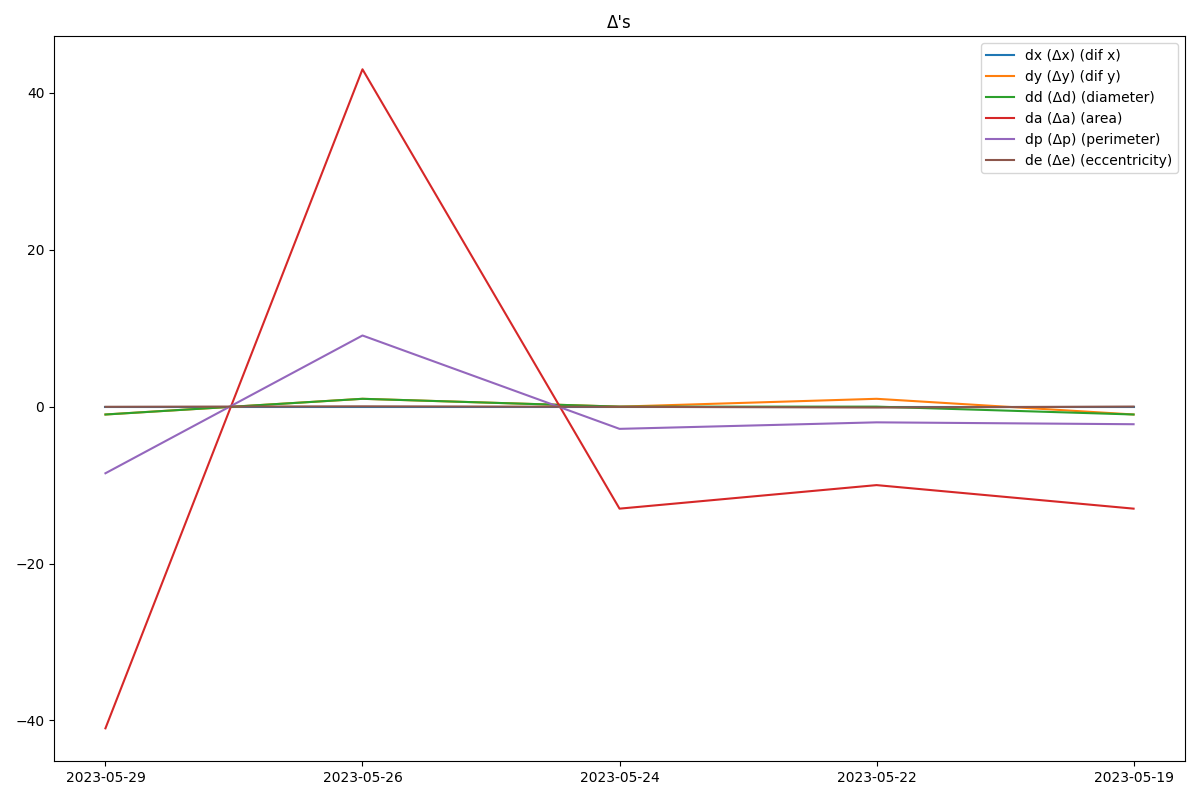 Δ's
dx (Δx) (dif x)
dy (Δy) (dif y)
dd (Δd) (diameter)
da (Δa) (area)
dp (Δp) (perimeter)
de (Δe) (eccentricity)
40
20
0
−20
−40
2023-05-29 2023-05-26 2023-05-24 2023-05-22 2023-05-19